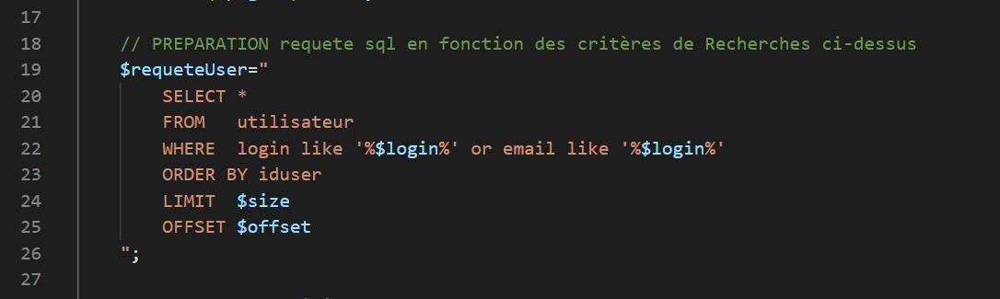 17
18 // PREPARATION requete sql en fonction des critères de Recherches ci-dessus
19 $requeteUser="
20 SELECT *
21 FROM utilisateur
22 WHERE login like '%$login%' or email like '%$login%'
23 ORDER BY iduser
24 LIMIT $size
25 OFFSET $offset
26 ";
27